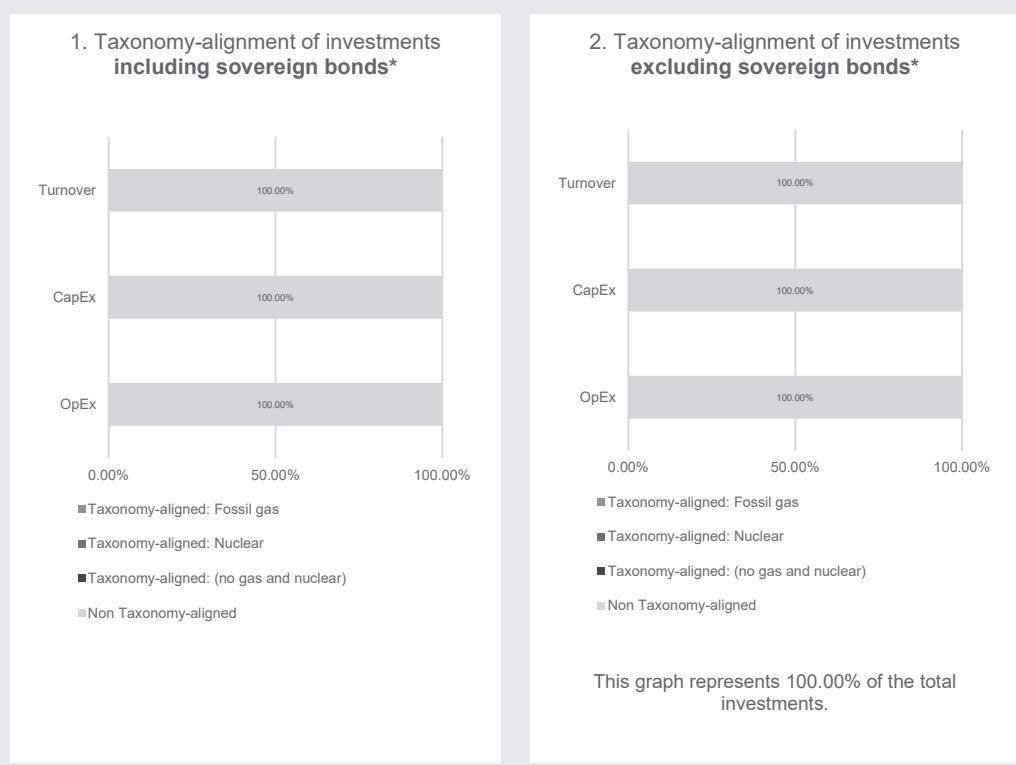 1. Taxonomy-alignment of investments
including sovereign bonds*
Turnover
100.00%
CapEx
100.00%
OpEx
100.00%
0.00%
50.00%
100.00%
Taxonomy-aligned: Fossil gas
Taxonomy-aligned: Nuclear
Taxonomy-aligned: (no gas and nuclear)
Non Taxonomy-aligned
2. Taxonomy-alignment of investments
excluding sovereign bonds*
Turnover
100.00%
CapEx
100.00%
OpEx
100.00%
0.00%
50.00%
100.00%
Taxonomy-aligned: Fossil gas
Taxonomy-aligned: Nuclear
Taxonomy-aligned: (no gas and nuclear)
Non Taxonomy-aligned
This graph represents 100.00% of the total
investments.